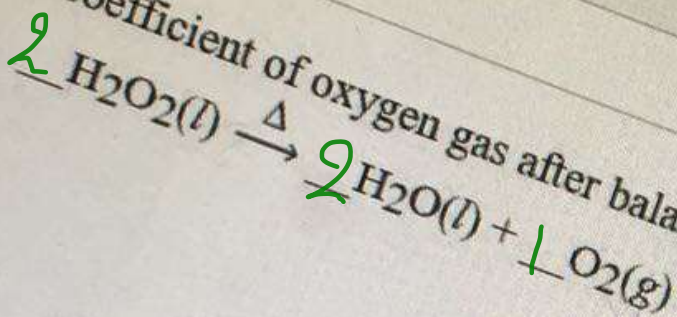 oefficient of oxygen gas after bala
2 H2O2(l) Δ→ 2 H2O(l) + 1 O2(g)